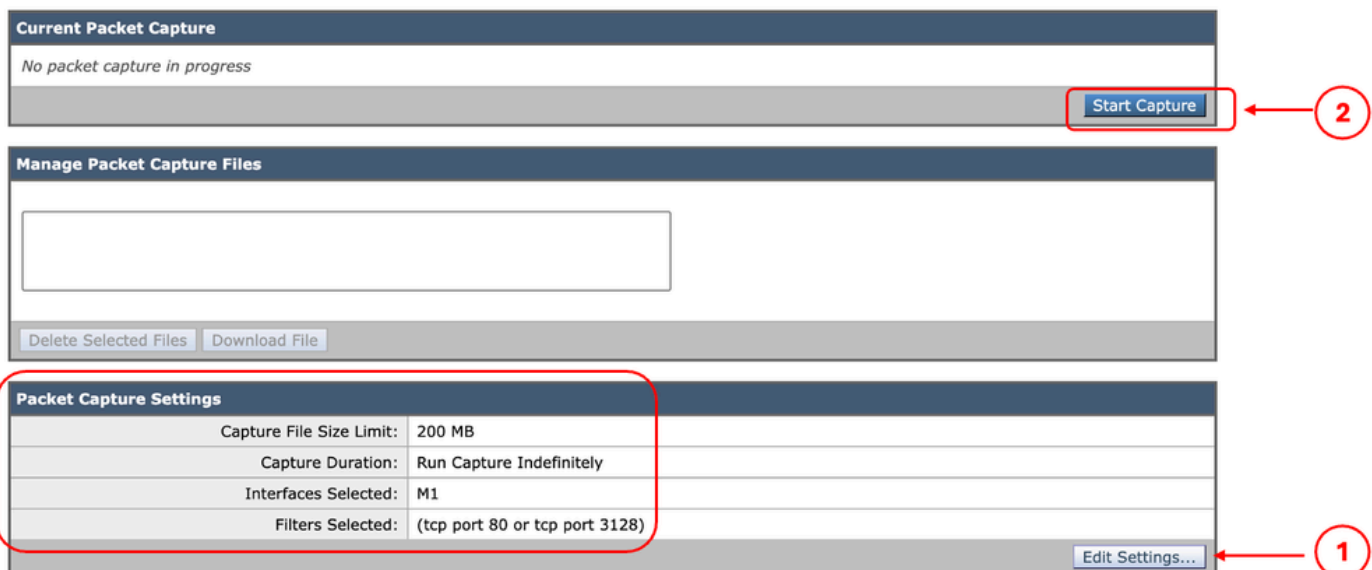 Current Packet Capture
No packet capture in progress
Start Capture
2
Manage Packet Capture Files
Delete Selected Files Download File
Packet Capture Settings
Capture File Size Limit: 200 MB
Capture Duration: Run Capture Indefinitely
Interfaces Selected: M1
Filters Selected: (tcp port 80 or tcp port 3128)
Edit Settings...
1